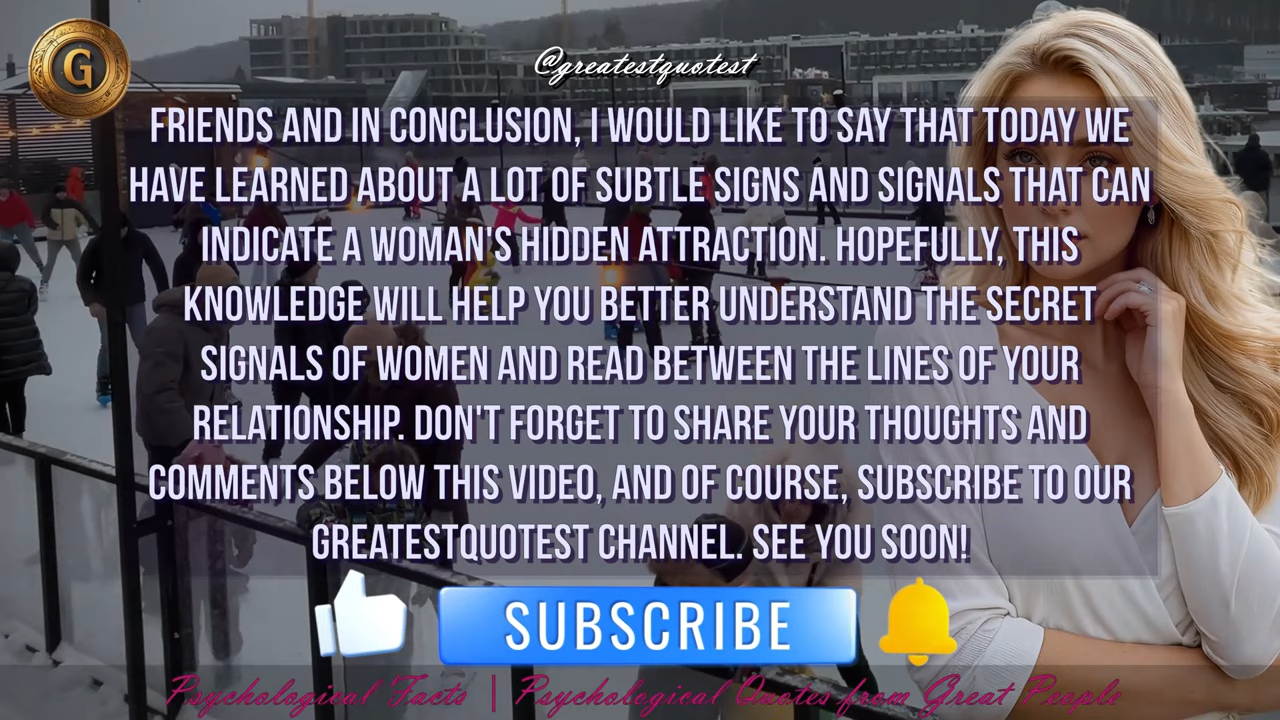 G
@greatestquotest
FRIENDS AND IN CONCLUSION, I WOULD LIKE TO SAY THAT TODAY WE
HAVE LEARNED ABOUT A LOT OF SUBTLE SIGNS AND SIGNALS THAT CAN
INDICATE A WOMAN'S HIDDEN ATTRACTION. HOPEFULLY, THIS
KNOWLEDGE WILL HELP YOU BETTER UNDERSTAND THE SECRET
SIGNALS OF WOMEN AND READ BETWEEN THE LINES OF YOUR
RELATIONSHIP. DON'T FORGET TO SHARE YOUR THOUGHTS AND
COMMENTS BELOW THIS VIDEO, AND OF COURSE, SUBSCRIBE TO OUR
GREATESTQUOTEST CHANNEL. SEE YOU SOON!
SUBSCRIBE
Psychological Facts | Psychological Quotes from Great People